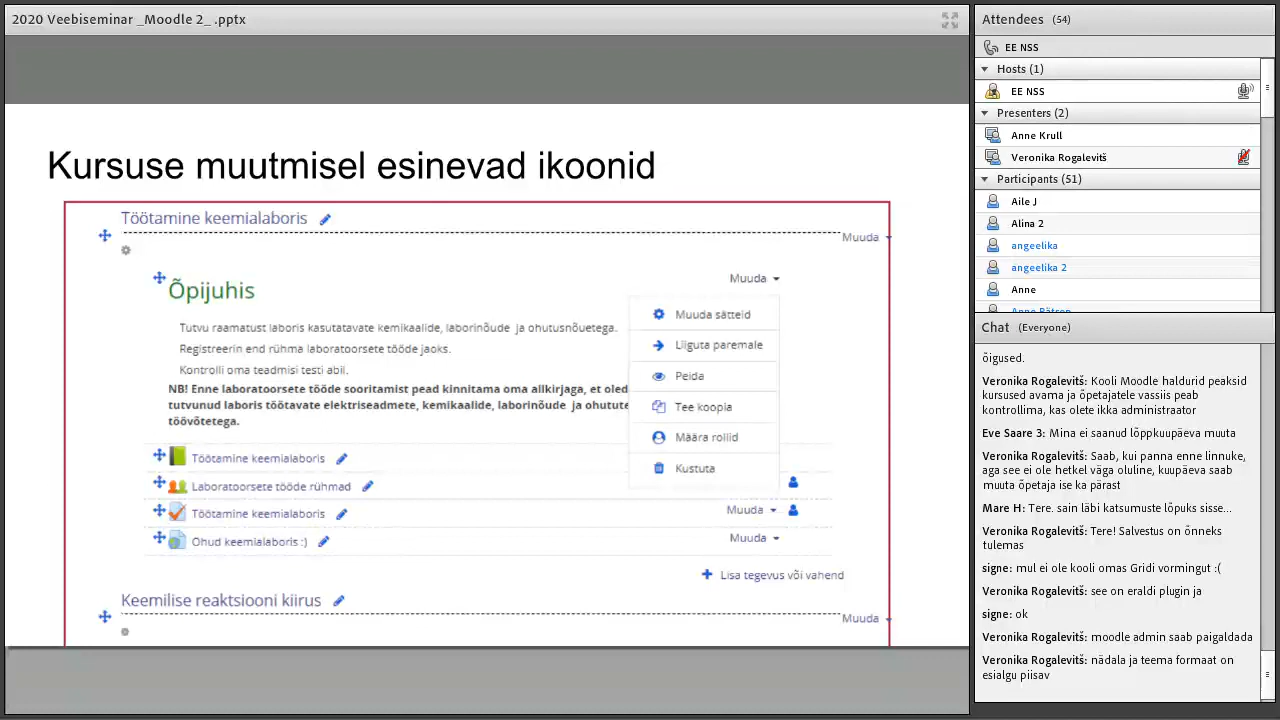 2020 Veebiseminar _Moodle 2_ .pptx
Kursuse muutmisel esinevad ikoonid
Töötamine keemialaboris
Muuda
Õpijuhis
Muuda
Tutvu raamatust laboris kasutatavate kemikaalide, laborinõude ja ohutusnõuetega.
Registreerin end rühma laboratoorsete tööde jaoks.
Kontrolli oma teadmisi testi abil.
NB! Enne laboratoorsete tööde sooritamist pead kinnitama oma allkirjaga, et oled
tutvunud laboris töötavate elektriseadmete, kemikaalide, laborinõude ja ohutute
töövõtetega.
Muuda sätteid
Liiguta paremale
Peida
Tee koopia
Määra rollid
Kustuta
Töötamine keemialaboris
Laboratoorsete tööde rühmad
Töötamine keemialaboris
Muuda
Ohud keemialaboris :)
Muuda
Lisa tegevus või vahend
Keemilise reaktsiooni kiirus
Muuda
Attendees (54)
EE NSS
Hosts (1)
EE NSS
Presenters (2)
Anne Krull
Veronika Rogalevitš
Participants (51)
Aile J
Alina 2
angeelika
angeelika 2
Anne
Anne Rätsep
Chat (Everyone)
õigused.
Veronika Rogalevitš: Kooli Moodle haldurid peaksid
kursused avama ja õpetajatele vassiis peab
kontrollima, kas olete ikka administraator
Eve Saare 3: Mina ei saanud lõppkuupäeva muuta
Veronika Rogalevitš: Saab, kui panna enne linnuke,
aga see ei ole hetkel väga oluline, kuupäeva saab
muuta õpetaja ise ka pärast
Mare H: Tere. sain läbi katsumuste lõpuks sisse...
Veronika Rogalevitš: Tere! Salvestus on õnneks
tulemas
signe: mul ei ole kooli omas Gridi vormingut :(
Veronika Rogalevitš: see on eraldi plugin ja
signe: ok
Veronika Rogalevitš: moodle admin saab paigaldada
Veronika Rogalevitš: nädala ja teema formaat on
esialgu piisav